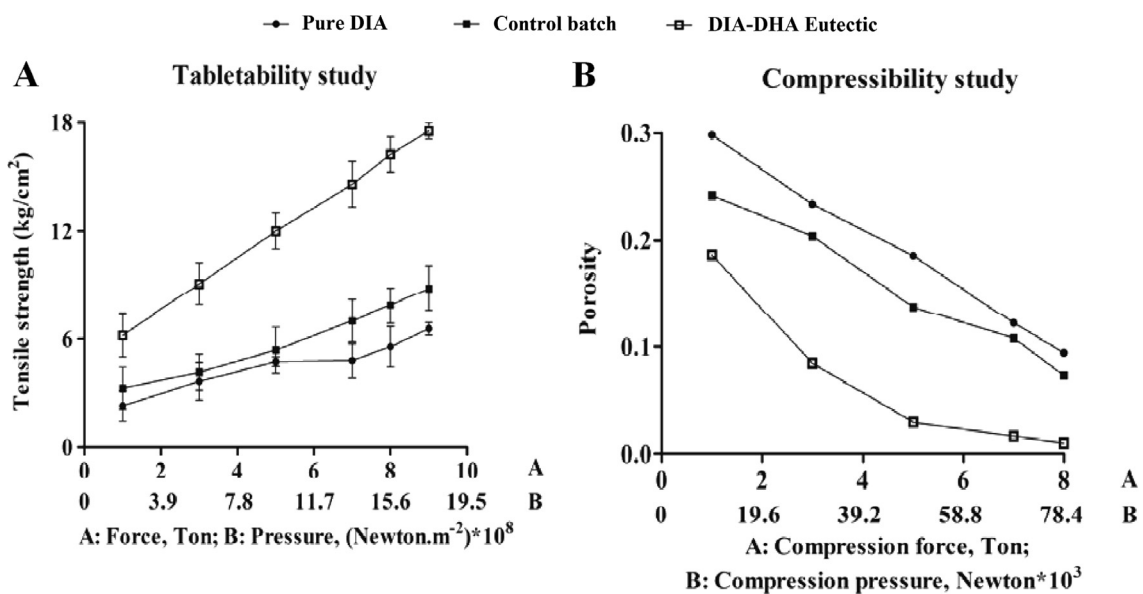 Pure DIA Control batch DIA-DHA Eutectic
A Tabletability study
Tensile strength (kg/cm²)
18
12
6
0
0 2 4 6 8 10 A
0 3.9 7.8 11.7 15.6 19.5 B
A: Force, Ton; B: Pressure, (Newton.m⁻²)*10⁸
B Compressibility study
Porosity
0.3
0.2
0.1
0.0
0 2 4 6 8 A
0 19.6 39.2 58.8 78.4 B
A: Compression force, Ton;
B: Compression pressure, Newton*10³